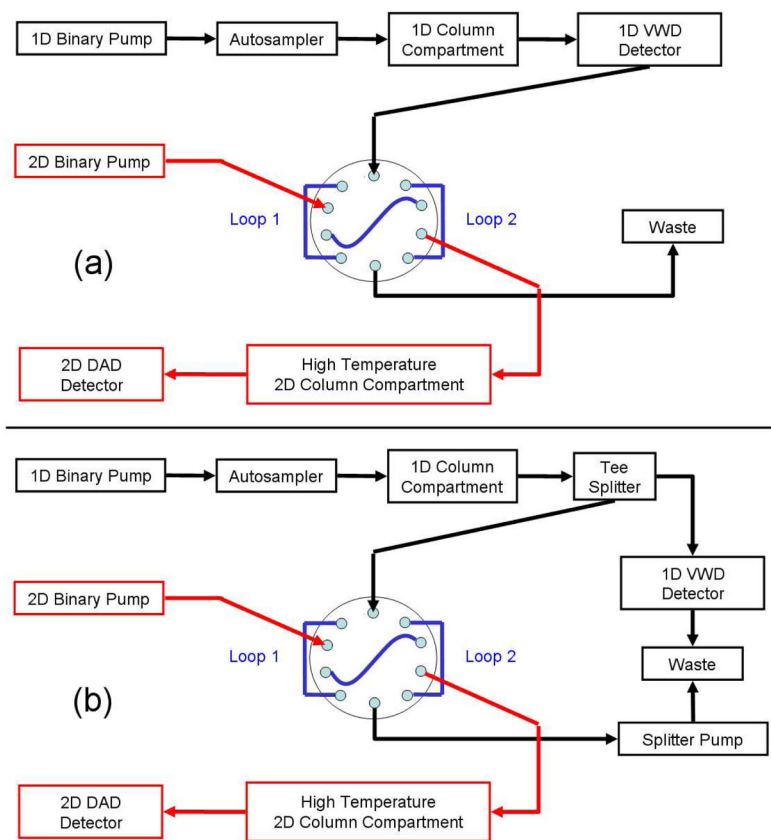 1D Binary Pump
Autosampler
1D Column
Compartment
1D VWD
Detector
2D Binary Pump
Loop 1
Loop 2
Waste
(a)
2D DAD
Detector
High Temperature
2D Column Compartment
1D Binary Pump
Autosampler
1D Column
Compartment
Tee
Splitter
1D VWD
Detector
2D Binary Pump
Loop 1
Loop 2
Waste
(b)
Splitter Pump
2D DAD
Detector
High Temperature
2D Column Compartment